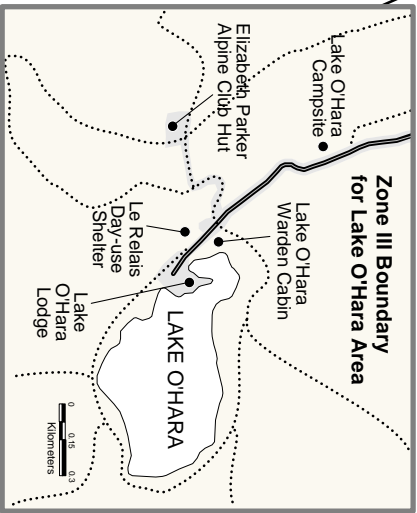 Zone III Boundary
for Lake O'Hara Area
Lake O'Hara
Campsite
Lake O'Hara
Warden Cabin
Elizabeth Parker
Alpine Club Hut
Le Relais
Day-use
Shelter
Lake
O'Hara
Lodge
LAKE O'HARA
0 0.15 0.3
Kilometers